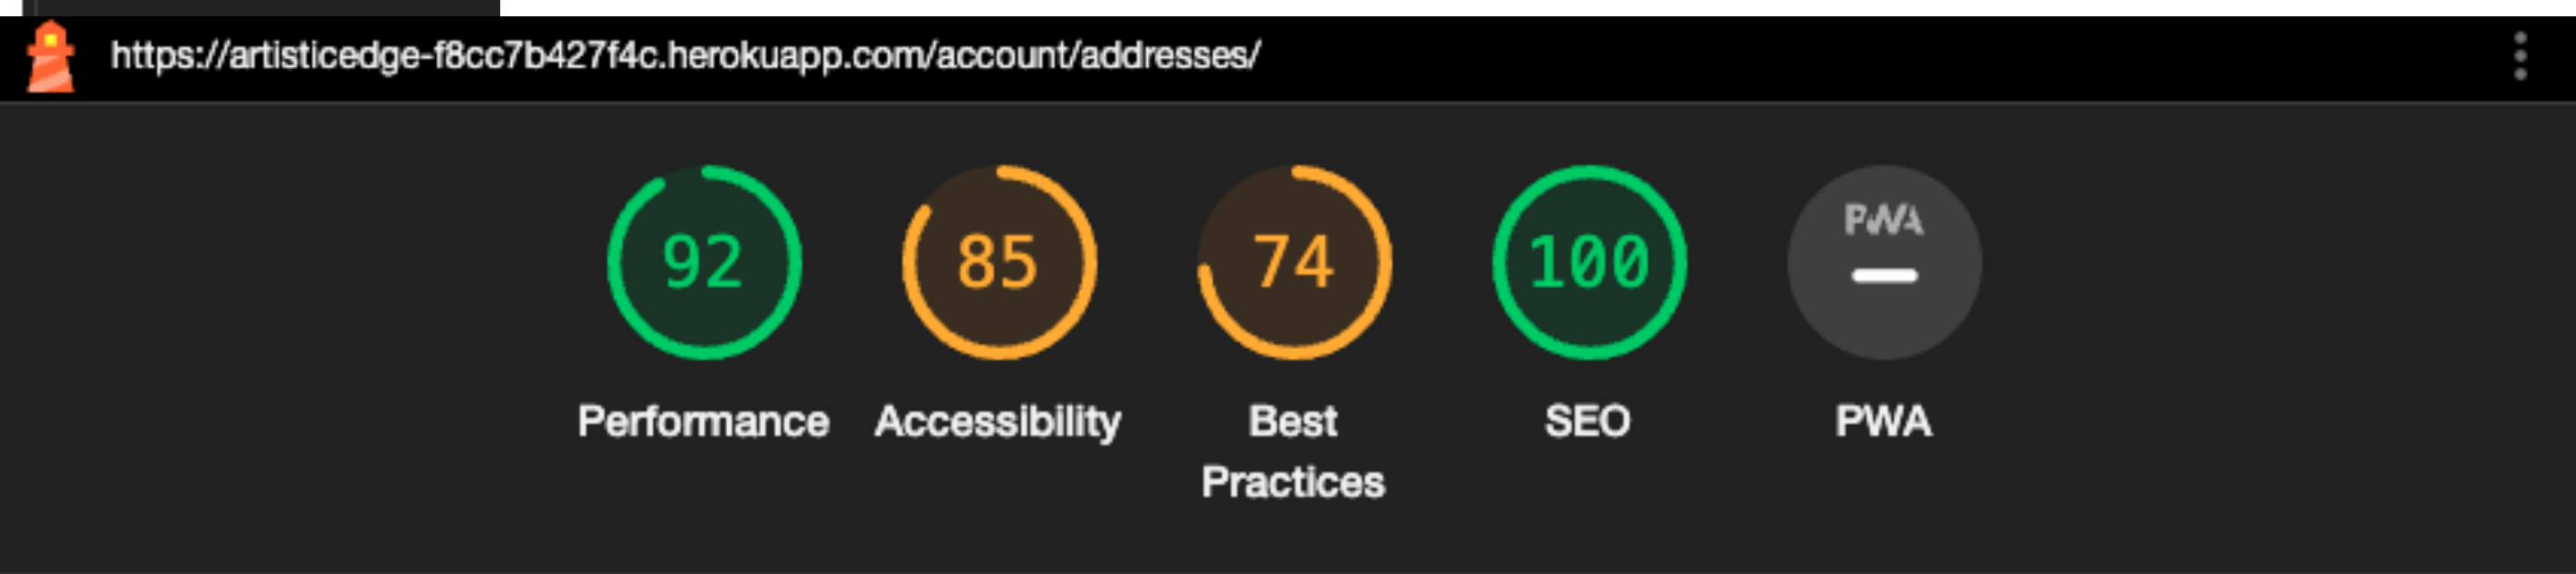 https://artisticedge-f8cc7b427f4c.herokuapp.com/account/addresses/
92
85
74
100
PWA
Performance
Accessibility
Best
Practices
SEO
PWA